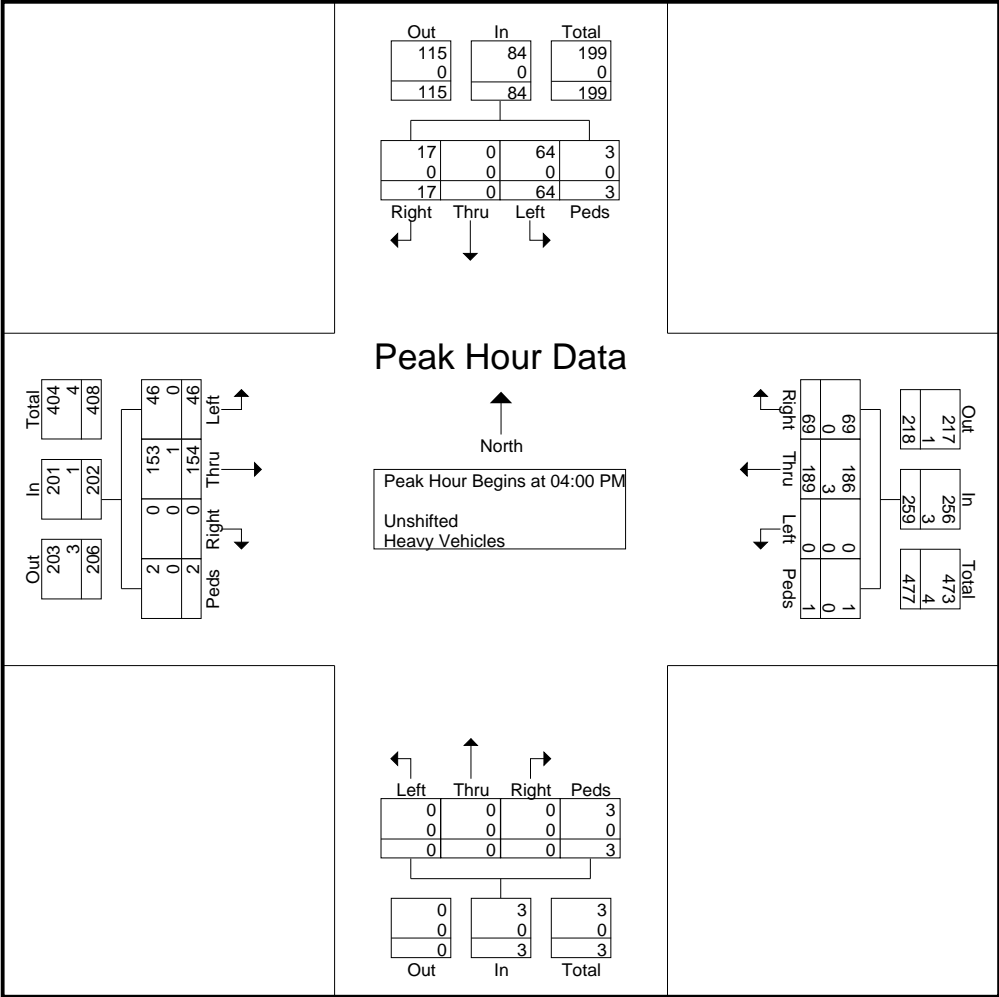 Out In Total
115 84 199
0 0 0
115 84 199
17 0 64 3
0 0 0 0
17 0 64 3
Right Thru Left Peds
Peak Hour Data
North
Peak Hour Begins at 04:00 PM
Unshifted
Heavy Vehicles
Out In Total
203 201 404
3 1 4
206 202 408
2 0 153 46
0 0 1 0
2 0 154 46
Peds Right Thru Left
Out In Total
217 256 473
1 3 4
218 259 477
69 186 0 1
0 3 0 0
69 189 0 1
Right Thru Left Peds
Left Thru Right Peds
0 0 0 3
0 0 0 0
0 0 0 3
0 3 3
0 0 0
0 3 3
Out In Total